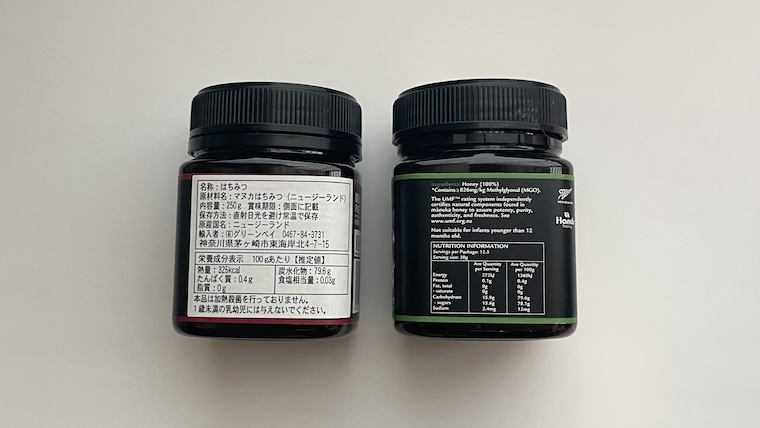 名称：はちみつ
原材料名：マヌカはちみつ（ニュージーランド）
内容量：250g 賞味期限：側面に記載
保存方法：直射日光を避け常温で保存
原産国名：ニュージーランド
輸入者：㈲グリーンベイ 0467-84-3731
神奈川県茅ヶ崎市東海岸北4-7-15
栄養成分表示 100gあたり【推定値】
熱量：325kcal 炭水化物：79.6g
たんぱく質：0.4g 食塩相当量：0.03g
脂質：0g
本品は加熱殺菌を行っておりません。
1歳未満の乳幼児には与えないでください。
Ingredients: Honey (100%)
*Contains ≥ 826mg/kg Methylglyoxal (MGO).
The UMF™ rating system independently
certifies natural components found in
manuka honey to assure potency, purity,
authenticity, and freshness. See
www.umf.org.nz
Not suitable for infants younger than 12
months old.
NUTRITION INFORMATION
Servings per Package: 12.5
Serving size: 20g
Ave Quantity Ave Quantity
per Serving per 100g
Energy 272kj 1360kj
Protein 0.1g 0.4g
Fat, total 0g 0g
- saturate 0g 0g
Carbohydrate 15.9g 79.6g
- sugars 15.6g 78.1g
Sodium 2.4mg 12mg